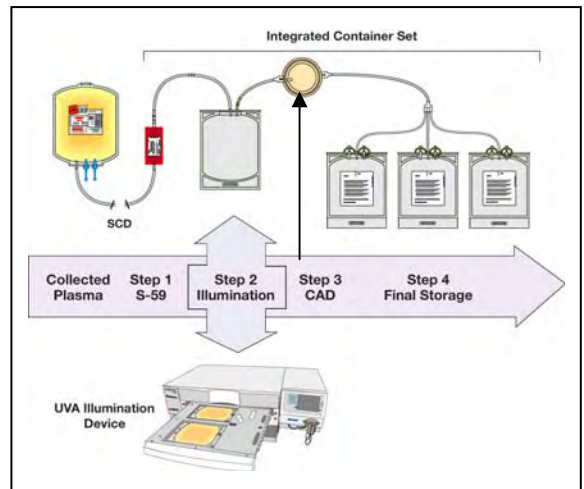 Integrated Container Set
SCD
Collected Plasma
Step 1 S-59
Step 2 Illumination
Step 3 CAD
Step 4 Final Storage
UVA Illumination Device